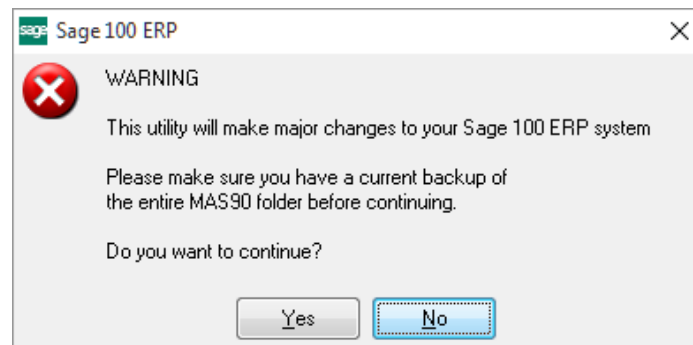 sage Sage 100 ERP
WARNING
This utility will make major changes to your Sage 100 ERP system
Please make sure you have a current backup of
the entire MAS90 folder before continuing.
Do you want to continue?
Yes No